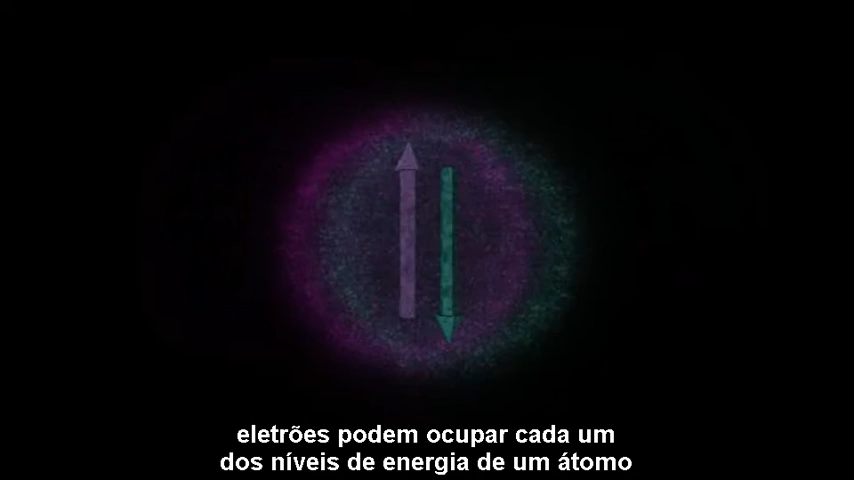 eletrões podem ocupar cada um
dos níveis de energia de um átomo